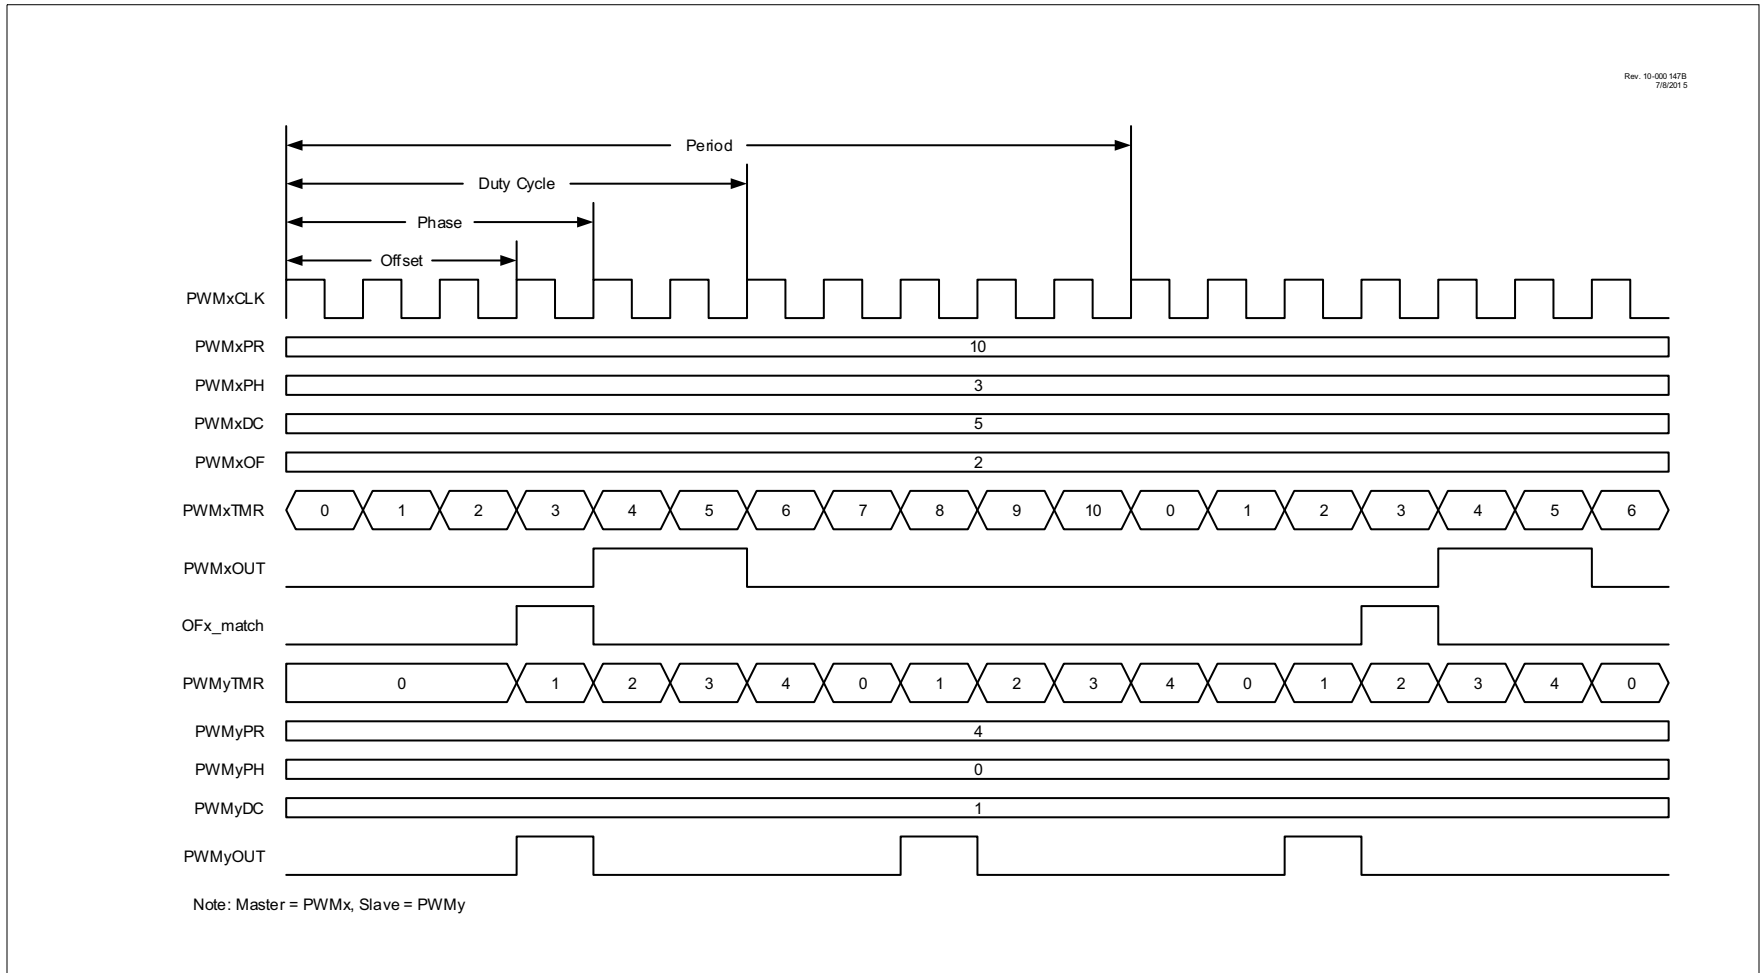 Rev. 10-000 147B
7/8/201 5
Period
Duty Cycle
Phase
Offset
PWMxCLK
PWMxPR 10
PWMxPH 3
PWMxDC 5
PWMxOF 2
PWMxTMR 0 1 2 3 4 5 6 7 8 9 10 0 1 2 3 4 5 6
PWMxOUT
OFx_match
PWMyTMR 0 1 2 3 4 0 1 2 3 4 0 1 2 3 4 0
PWMyPR 4
PWMyPH 0
PWMyDC 1
PWMyOUT
Note: Master = PWMx, Slave = PWMy